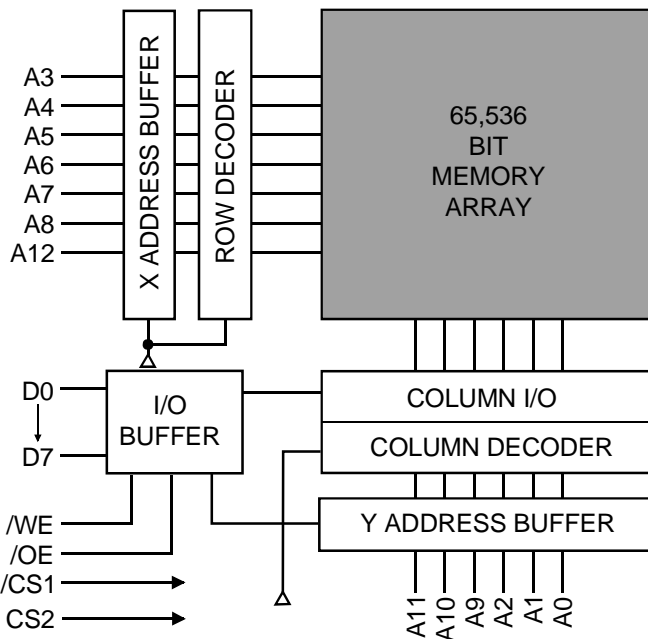 A3
A4
A5
A6
A7
A8
A12
X ADDRESS BUFFER
ROW DECODER
65,536
BIT
MEMORY
ARRAY
D0
D7
I/O
BUFFER
COLUMN I/O
COLUMN DECODER
Y ADDRESS BUFFER
/WE
/OE
/CS1
CS2
A11
A10
A9
A2
A1
A0